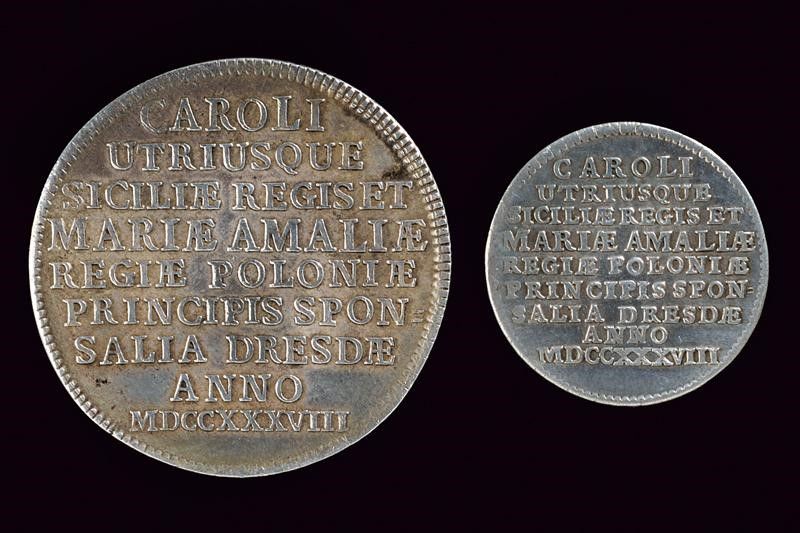 CAROLI
UTRIUSQUE
SICILIÆ REGIS ET
MARIÆ AMALIÆ
REGIÆ POLONIÆ
PRINCIPIS SPON=
SALIA DRESDÆ
ANNO
MDCCXXXVIII
CAROLI
UTRIUSQUE
SICILIÆ REGIS ET
MARIÆ AMALIÆ
REGIÆ POLONIÆ
PRINCIPIS SPON-
SALIA DRESDÆ
ANNO
MDCCXXXVIII